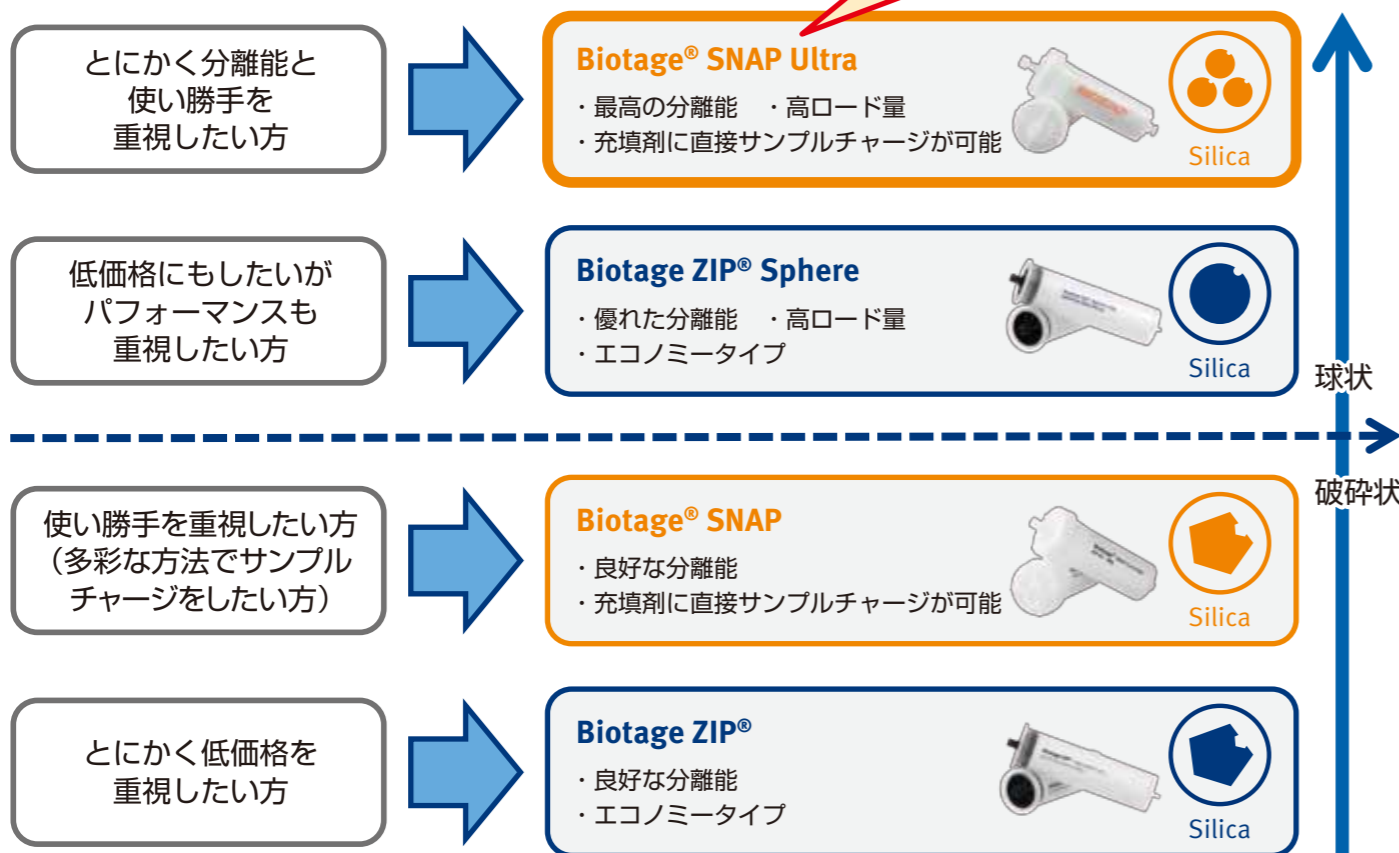 とにかく分離能と
使い勝手を
重視したい方
Biotage® SNAP Ultra
・最高の分離能 ・高ロード量
・充填剤に直接サンプルチャージが可能
Silica
低価格にもしたいが
パフォーマンスも
重視したい方
Biotage ZIP® Sphere
・優れた分離能 ・高ロード量
・エコノミータイプ
Silica
球状
破砕状
使い勝手を重視したい方
（多彩な方法でサンプル
チャージをしたい方）
Biotage® SNAP
・良好な分離能
・充填剤に直接サンプルチャージが可能
Silica
とにかく低価格を
重視したい方
Biotage ZIP®
・良好な分離能
・エコノミータイプ
Silica